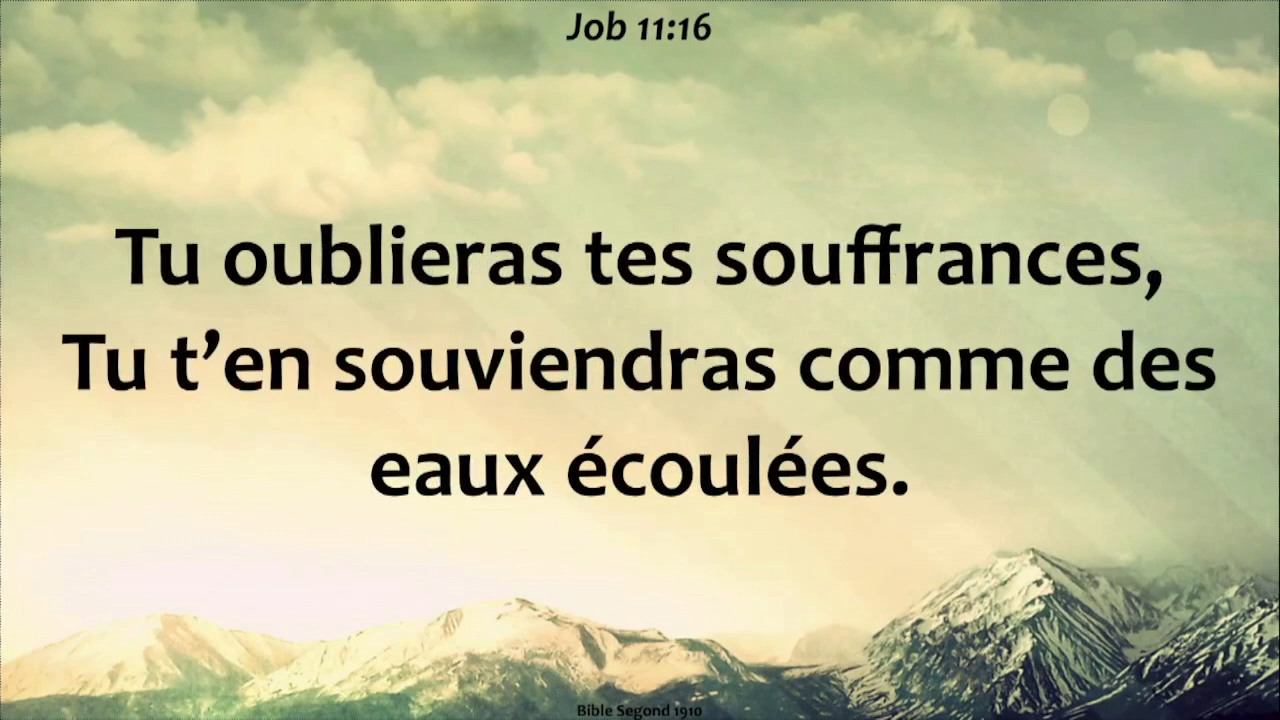 Job 11:16
Tu oublieras tes souffrances,
Tu t’en souviendras comme des
eaux écoulées.
Bible Segond 1910